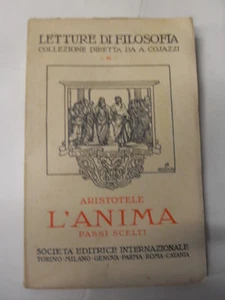 LETTURE DI FILOSOFIA
COLLEZIONE DIRETTA DA A. COJAZZI
ARISTOTELE
L'ANIMA
PASSI SCELTI
SOCIETÀ EDITRICE INTERNAZIONALE
TORINO-MILANO-GENOVA-PARMA-ROMA-CATANIA